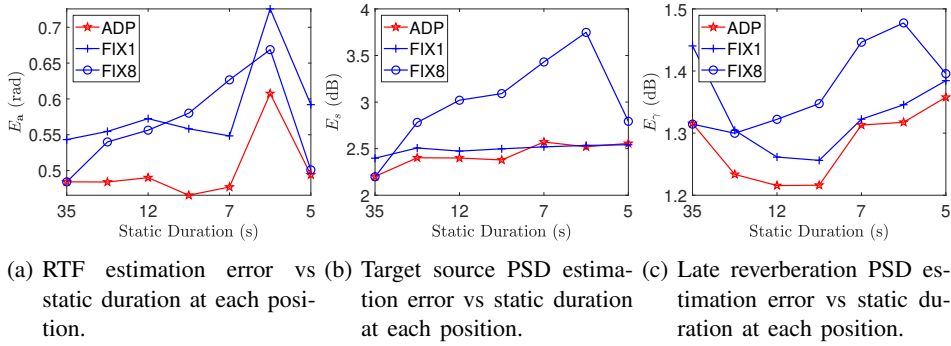 0.75
0.7
0.65
0.6
0.55
0.5
ADP
FIX1
FIX8
E_a (rad)
35 12 7 5
Static Duration (s)
4
3.5
3
2.5
2
ADP
FIX1
FIX8
E_s (dB)
35 12 7 5
Static Duration (s)
1.5
1.4
1.3
1.2
ADP
FIX1
FIX8
E_γ (dB)
35 12 7 5
Static Duration (s)
(a) RTF estimation error vs
static duration at each posi-
tion.
(b) Target source PSD estima-
tion error vs static duration
at each position.
(c) Late reverberation PSD es-
timation error vs static du-
ration at each position.